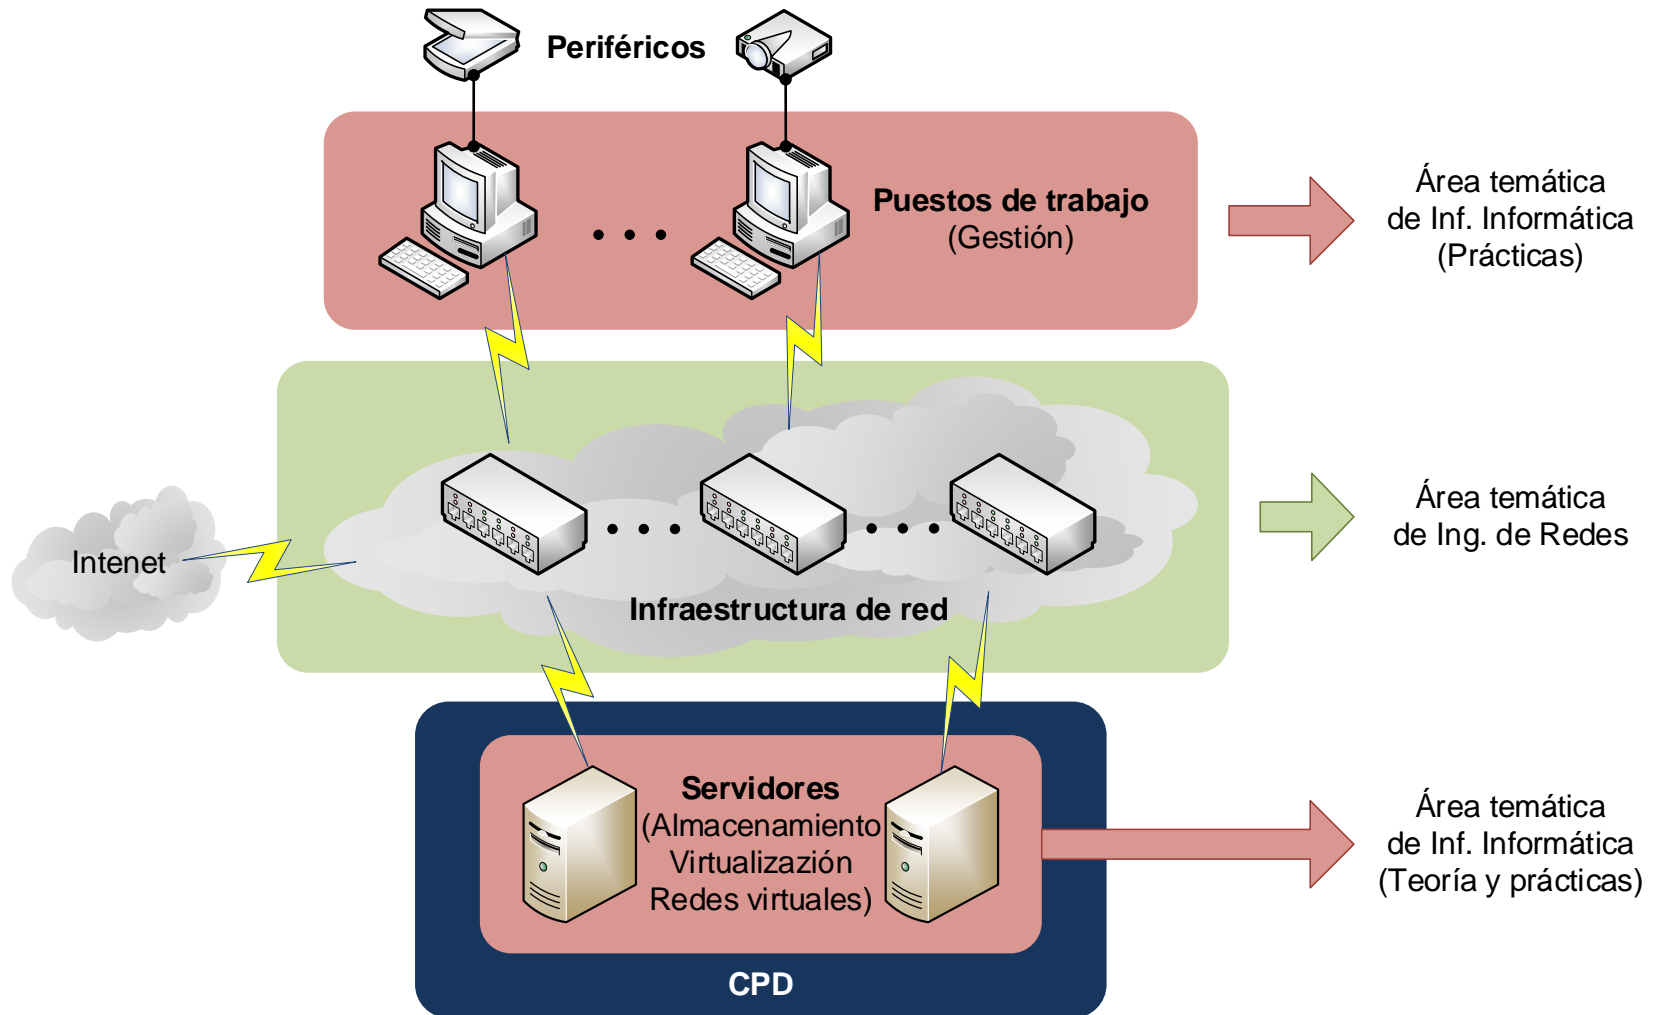 Periféricos
Puestos de trabajo
(Gestión)
Área temática
de Inf. Informática
(Prácticas)
Intenet
Infraestructura de red
Área temática
de Ing. de Redes
Servidores
(Almacenamiento
Virtualizazión
Redes virtuales)
CPD
Área temática
de Inf. Informática
(Teoría y prácticas)